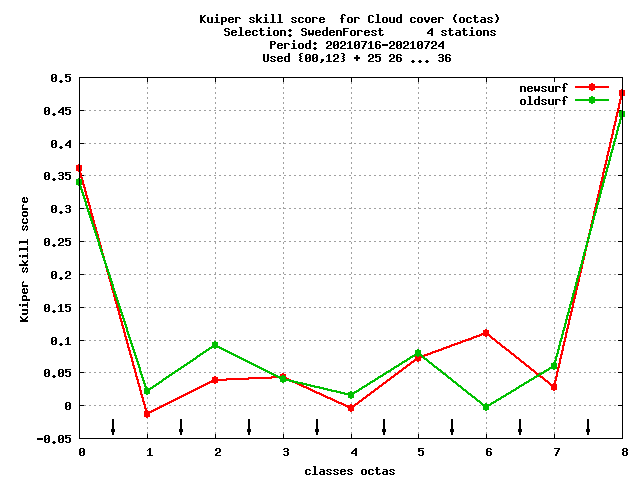 Kuiper skill score  for Cloud cover (octas)
Selection: SwedenForest      4 stations
Period: 20210716-20210724
Used {00,12} + 25 26 ... 36
newsurf
oldsurf
Kuiper skill score
0.5
0.45
0.4
0.35
0.3
0.25
0.2
0.15
0.1
0.05
0
-0.05
0 1 2 3 4 5 6 7 8
classes octas